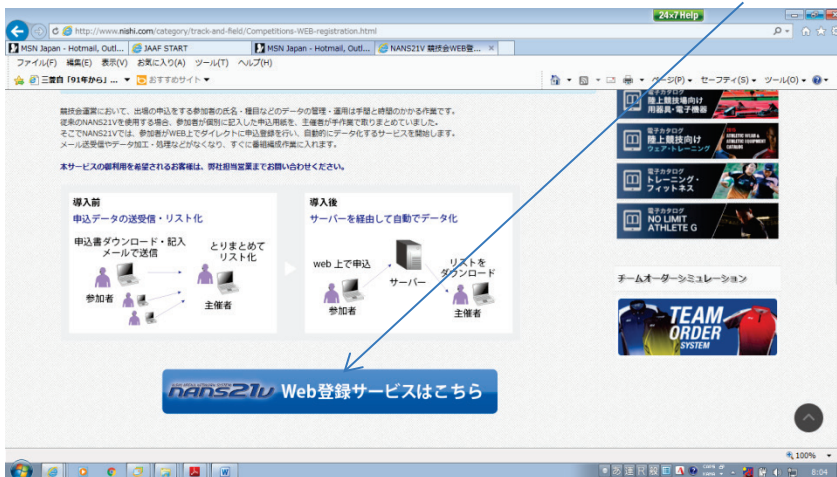 24x7 Help
http://www.nishi.com/category/track-and-field/Competitions-WEB-registration.html
MSN Japan - Hotmail, Outl...
JAAF START
MSN Japan - Hotmail, Outl...
NANS21V 競技会WEB登...
ファイル(F) 編集(E) 表示(V) お気に入り(A) ツール(T) ヘルプ(H)
三菅自「91年から」...
おすすめサイト
ページ(P) セーフティ(S) ツール(O)
競技会運営において、出場の申込をする参加者の氏名・種目などのデータの管理・運用は手間と時間のかかる作業です。
従来のNANS21Vを使用する場合、参加者が個別に記入した申込用紙を、主催者が手作業で取りまとめていました。
そこでNANS21Vでは、参加者がWEB上でダイレクトに申込登録を行い、自動的にデータ化するサービスを開始します。
メール送受信やデータ加工・処理などがなくなり、すぐに番組編成作業に入れます。
本サービスの御利用を希望されるお客様は、弊社担当営業までお問い合わせください。
導入前
申込データの送受信・リスト化
申込書ダウンロード・記入
メールで送信
とりまとめて
リスト化
参加者
主催者
導入後
サーバーを経由して自動でデータ化
web 上で申込
サーバー
リストを
ダウンロード
参加者
主催者
nans21v Web登録サービスはこちら
電子カタログ
陸上競技場向け
用器具・電子機器
電子カタログ
陸上競技向け
ウェア・トレーニング
ATHLETIC WEAR &
ATHLETIC EQUIPMENT
CATALOG
電子カタログ
トレーニング・
フィットネス
電子カタログ
NO LIMIT
ATHLETE G
チームオーダーシミュレーション
TEAM
ORDER
SYSTEM
100%
8:04